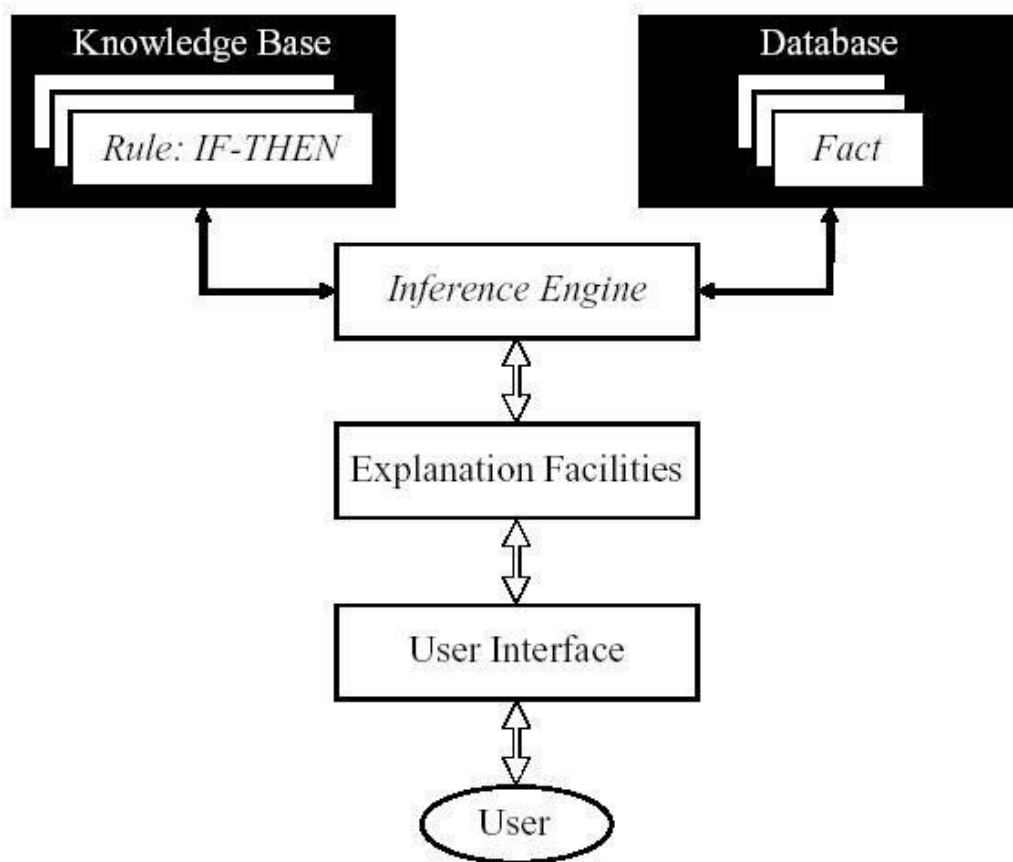 Knowledge Base
Rule: IF-THEN
Database
Fact
Inference Engine
Explanation Facilities
User Interface
User